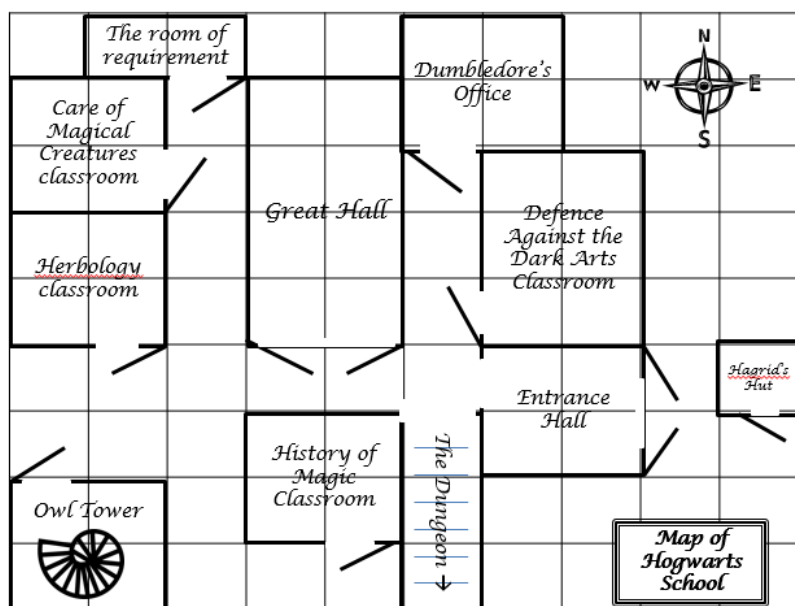 The room of
requirement
Dumbledore's
Office
N
W
E
S
Care of
Magical
Creatures
classroom
Great Hall
Defence
Against the
Dark Arts
Classroom
Herbology
classroom
Hagrid's
Hut
Entrance
Hall
History of
Magic
Classroom
The Dungeon →
Owl Tower
Map of
Hogwarts
School